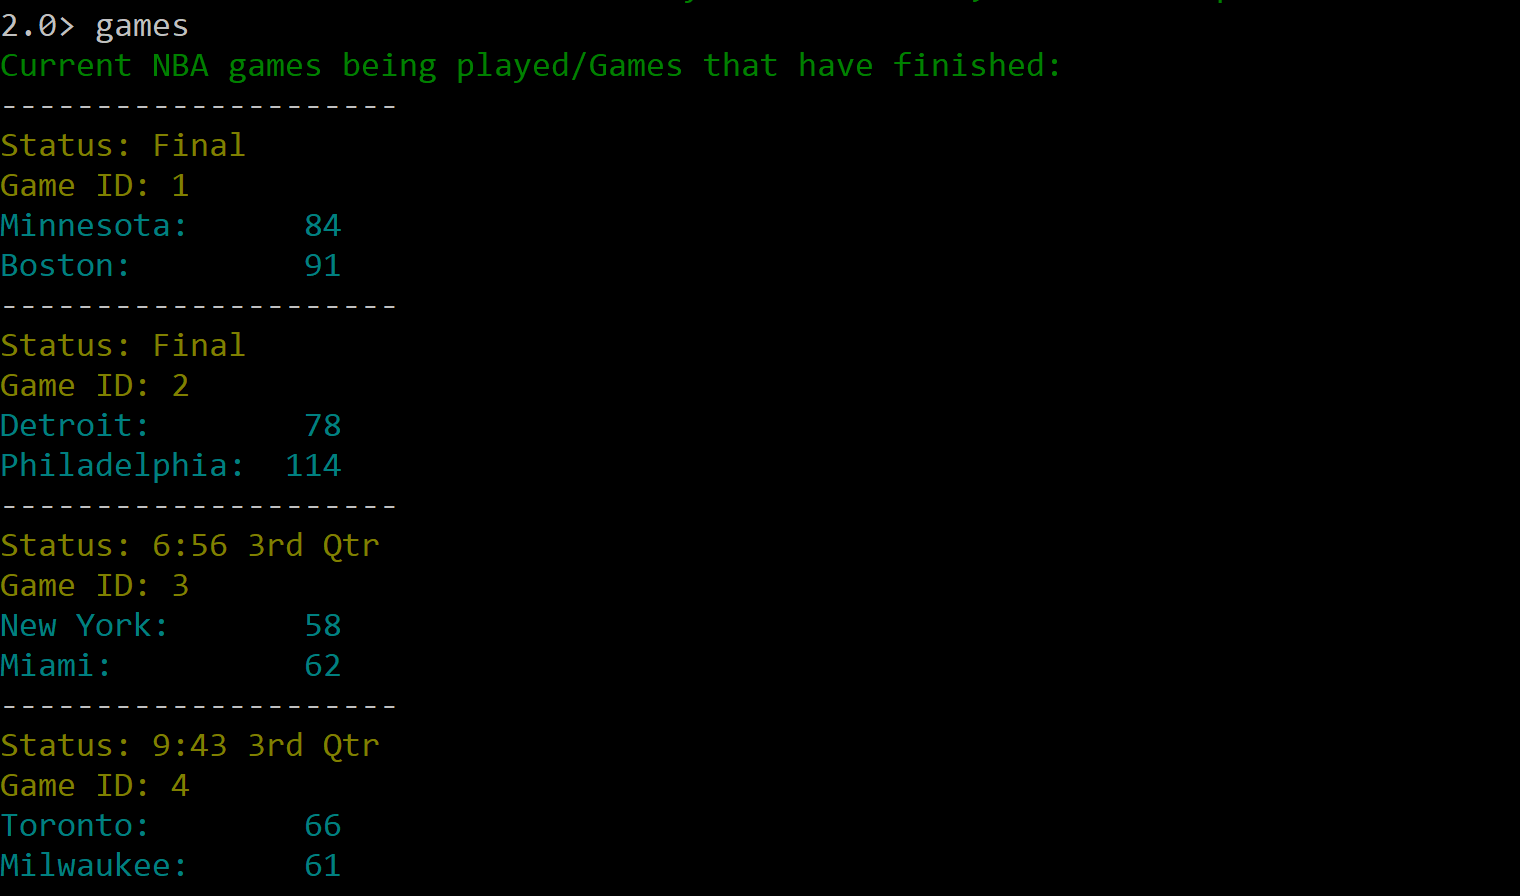 2.0> games
Current NBA games being played/Games that have finished:
---------------------
Status: Final
Game ID: 1
Minnesota:      84
Boston:         91
---------------------
Status: Final
Game ID: 2
Detroit:        78
Philadelphia:  114
---------------------
Status: 6:56 3rd Qtr
Game ID: 3
New York:       58
Miami:          62
---------------------
Status: 9:43 3rd Qtr
Game ID: 4
Toronto:        66
Milwaukee:      61